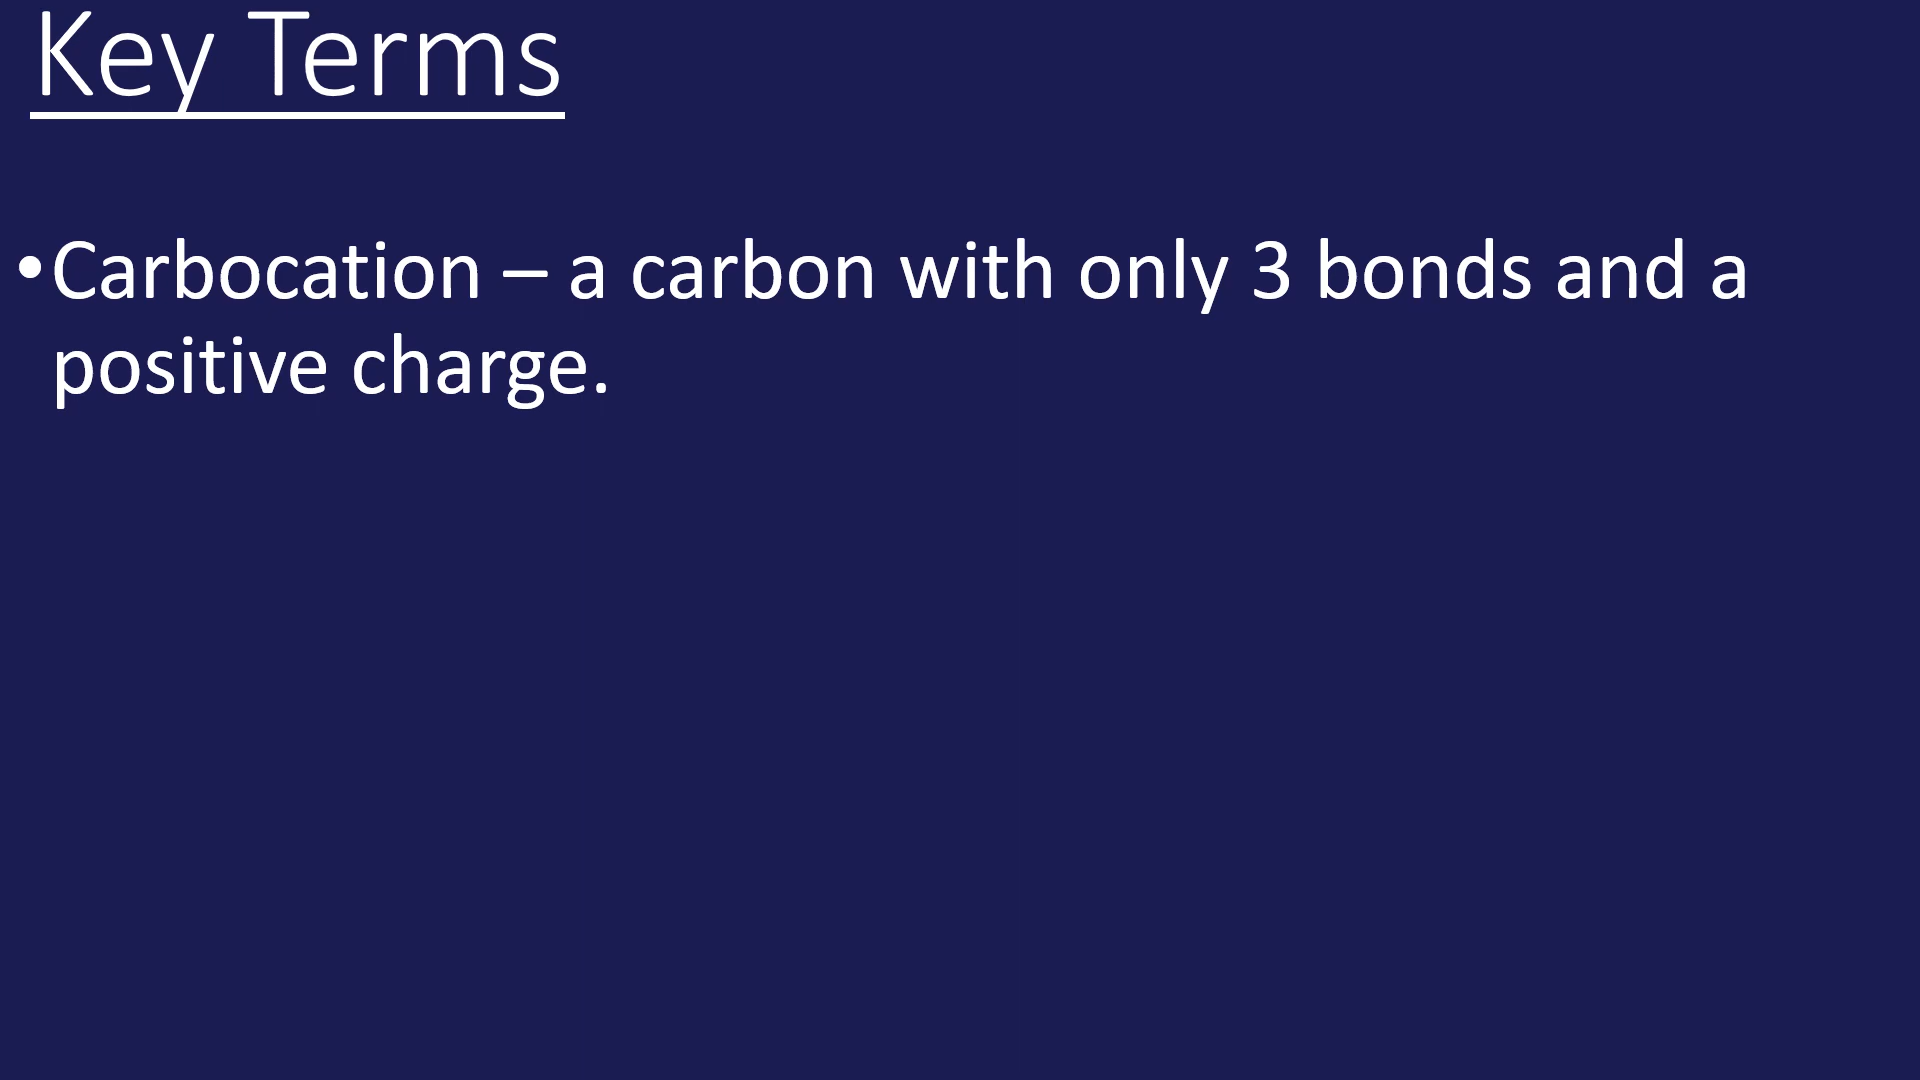 Key Terms
•Carbocation – a carbon with only 3 bonds and a
positive charge.